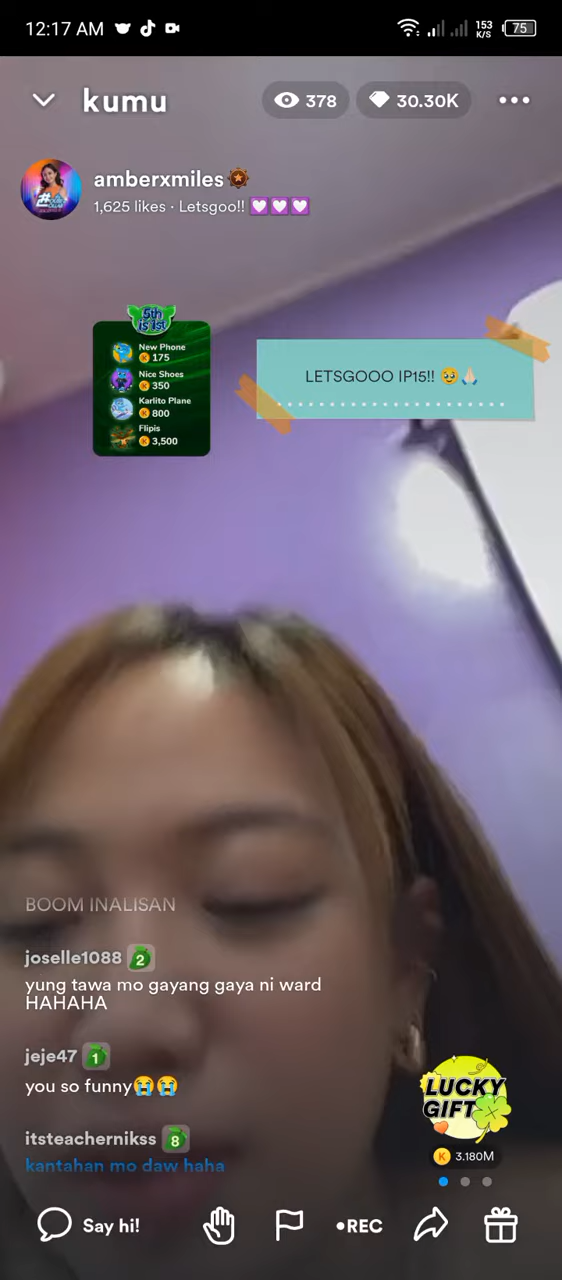 12:17 AM
153
K/S
75
kumu
378
30.30K
amberxmiles
1,625 likes · Letsgoo!! 💟💟💟
5th
is 1st
New Phone
K 175
Nice Shoes
K 350
Karlito Plane
K 800
Flipis
K 3,500
LETSGOOO IP15!! 🥹🙏🏻
BOOM INALISAN
joselle1088 2
yung tawa mo gayang gaya ni ward
HAHAHA
jeje47 1
you so funny😭😭
itsteachernikss 8
kantahan mo daw haha
LUCKY
GIFT
K 3.180M
Say hi!
•REC